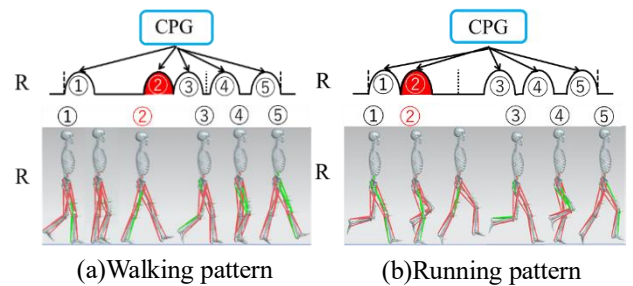 CPG
R ① ② ③ ④ ⑤
① ② ③ ④ ⑤
R
(a)Walking pattern
CPG
R ① ② ③ ④ ⑤
① ② ③ ④ ⑤
R
(b)Running pattern